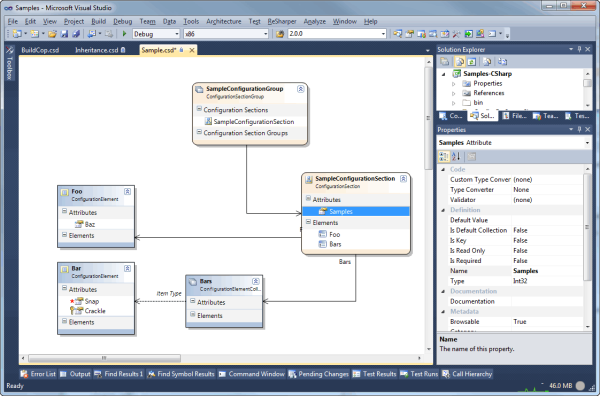 Samples - Microsoft Visual Studio
File Edit View Project Build Debug Team Data Tools Architecture Test ReSharper Analyze Window Help
Debug x86 2.0.0
BuildCop.csd Inheritance.csd Sample.csd*
Toolbox
SampleConfigurationGroup
ConfigurationSectionGroup
Configuration Sections
SampleConfigurationSection
Configuration Section Groups
SampleConfigurationSection
ConfigurationSection
Attributes
Samples
Elements
Foo
Bars
Foo
ConfigurationElement
Attributes
Baz
Elements
Bars
Bar
ConfigurationElement
Attributes
Snap
Crackle
Elements
Item Type
Bars
ConfigurationElementCol...
Attributes
Elements
Solution Explorer
Samples-CSharp
Properties
References
bin
Co... Sol... File... Tea... Test...
Properties
Samples Attribute
Code
Custom Type Conver (none)
Type Converter None
Validator (none)
Definition
Default Value
Is Default Collection False
Is Key False
Is Read Only False
Is Required False
Name Samples
Type Int32
Documentation
Documentation
Metadata
Browsable True
Name
The name of this property.
Error List Output Find Results 1 Find Symbol Results Command Window Pending Changes Test Results Test Runs Call Hierarchy
Ready 46.0 MB